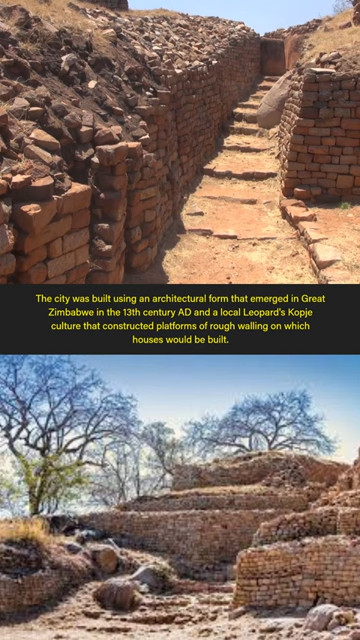 The city was built using an architectural form that emerged in Great
Zimbabwe in the 13th century AD and a local Leopard's Kopje
culture that constructed platforms of rough walling on which
houses would be built.